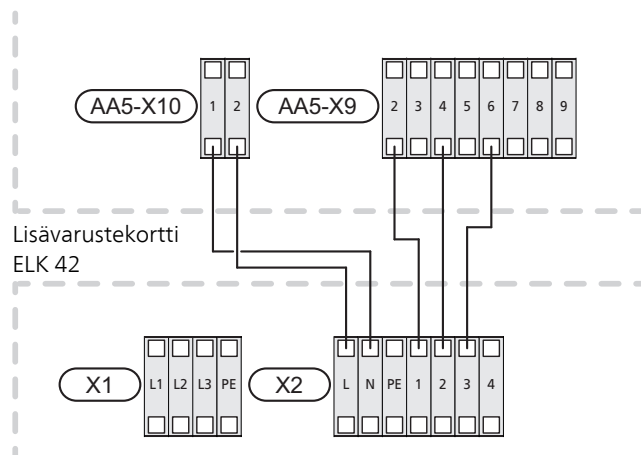 AA5-X10 1 2 AA5-X9 2 3 4 5 6 7 8 9
Lisävarustekortti
ELK 42
X1 L1 L2 L3 PE X2 L N PE 1 2 3 4